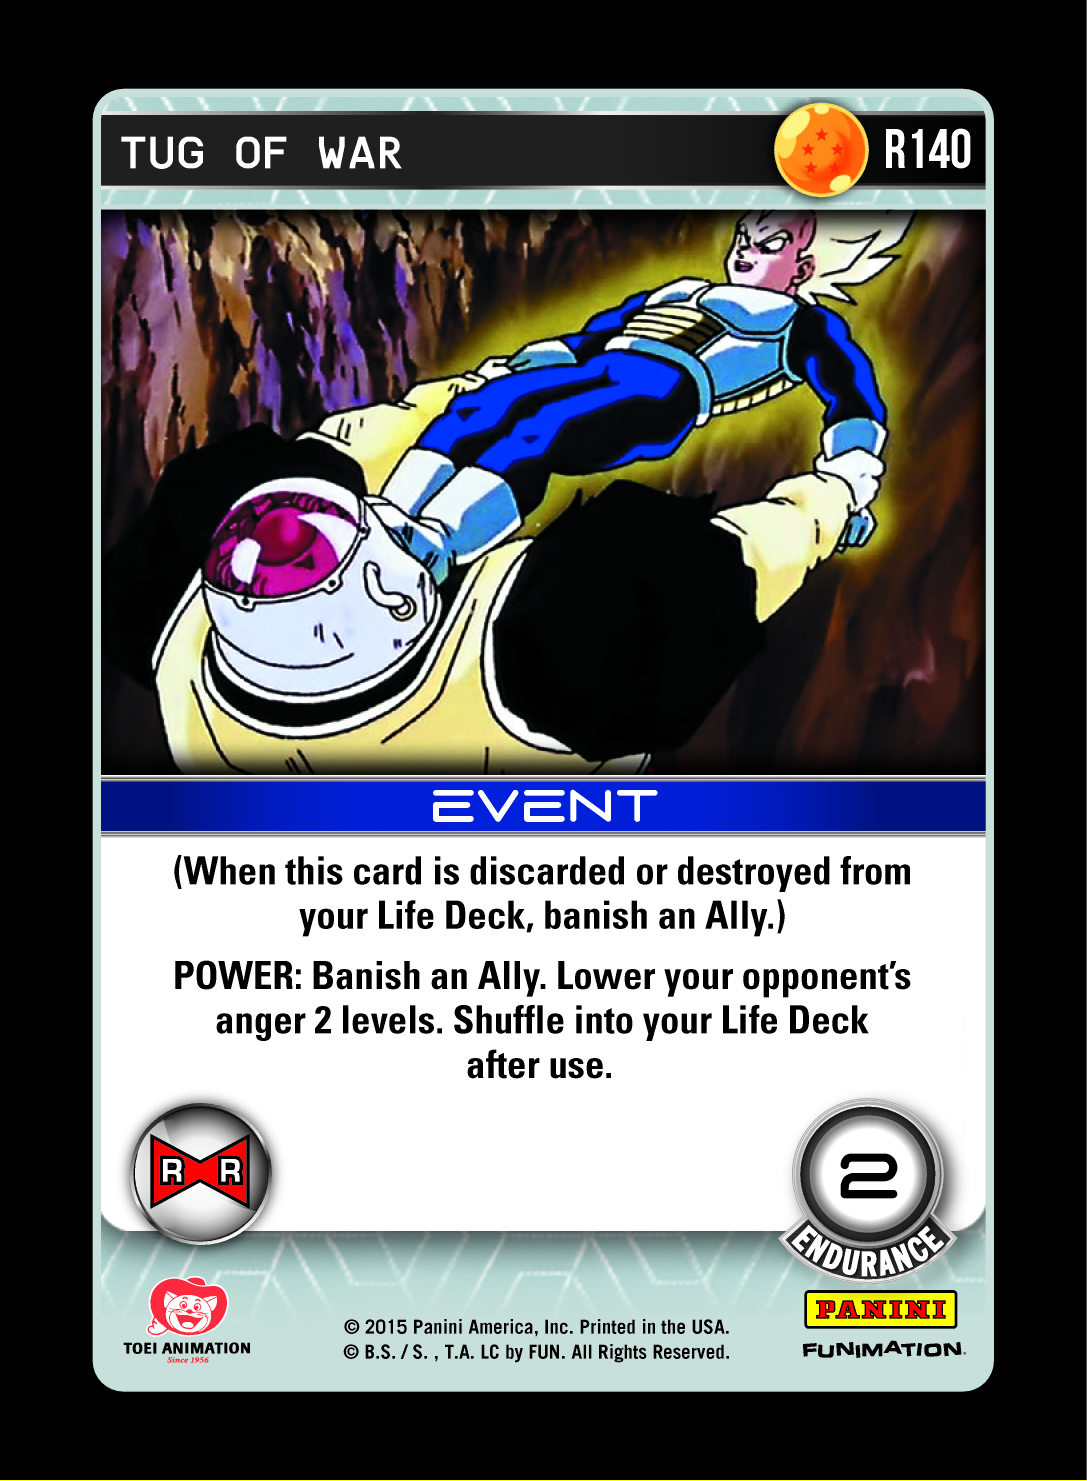 TUG OF WAR
R140
EVENT
(When this card is discarded or destroyed from
your Life Deck, banish an Ally.)
POWER: Banish an Ally. Lower your opponent's
anger 2 levels. Shuffle into your Life Deck
after use.
R R
2
ENDURANCE
TOEI ANIMATION
Since 1956
© 2015 Panini America, Inc. Printed in the USA.
© B.S. / S. , T.A. LC by FUN. All Rights Reserved.
PANINI
FUNIMATION